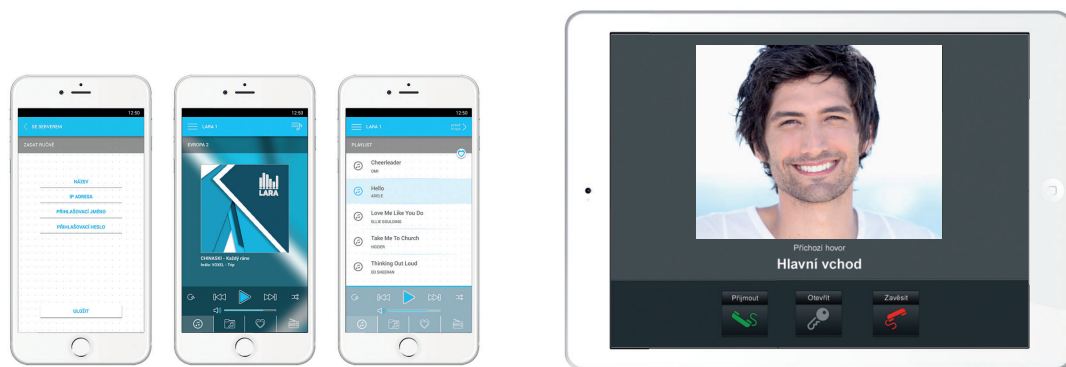 12:50
SE SERVEREM
ZADAT RUČNĚ
NÁZEV
IP ADRESA
PŘIHLAŠOVACÍ JMÉNO
PŘIHLAŠOVACÍ HESLO
ULOŽIT
12:50
LARA 1
EVROPA 2
LARA
CHINASKI - Každý ráno
12:50
LARA 1
PLAYLIST
Cheerleader
OMI
Hello
ADELE
Love Me Like You Do
ELLIE GOULDING
Take Me To Church
HOZIER
Thinking Out Loud
ED SHEERAN
Příchozí hovor
Hlavní vchod
Přijmout
Otevřít
Zavěsit